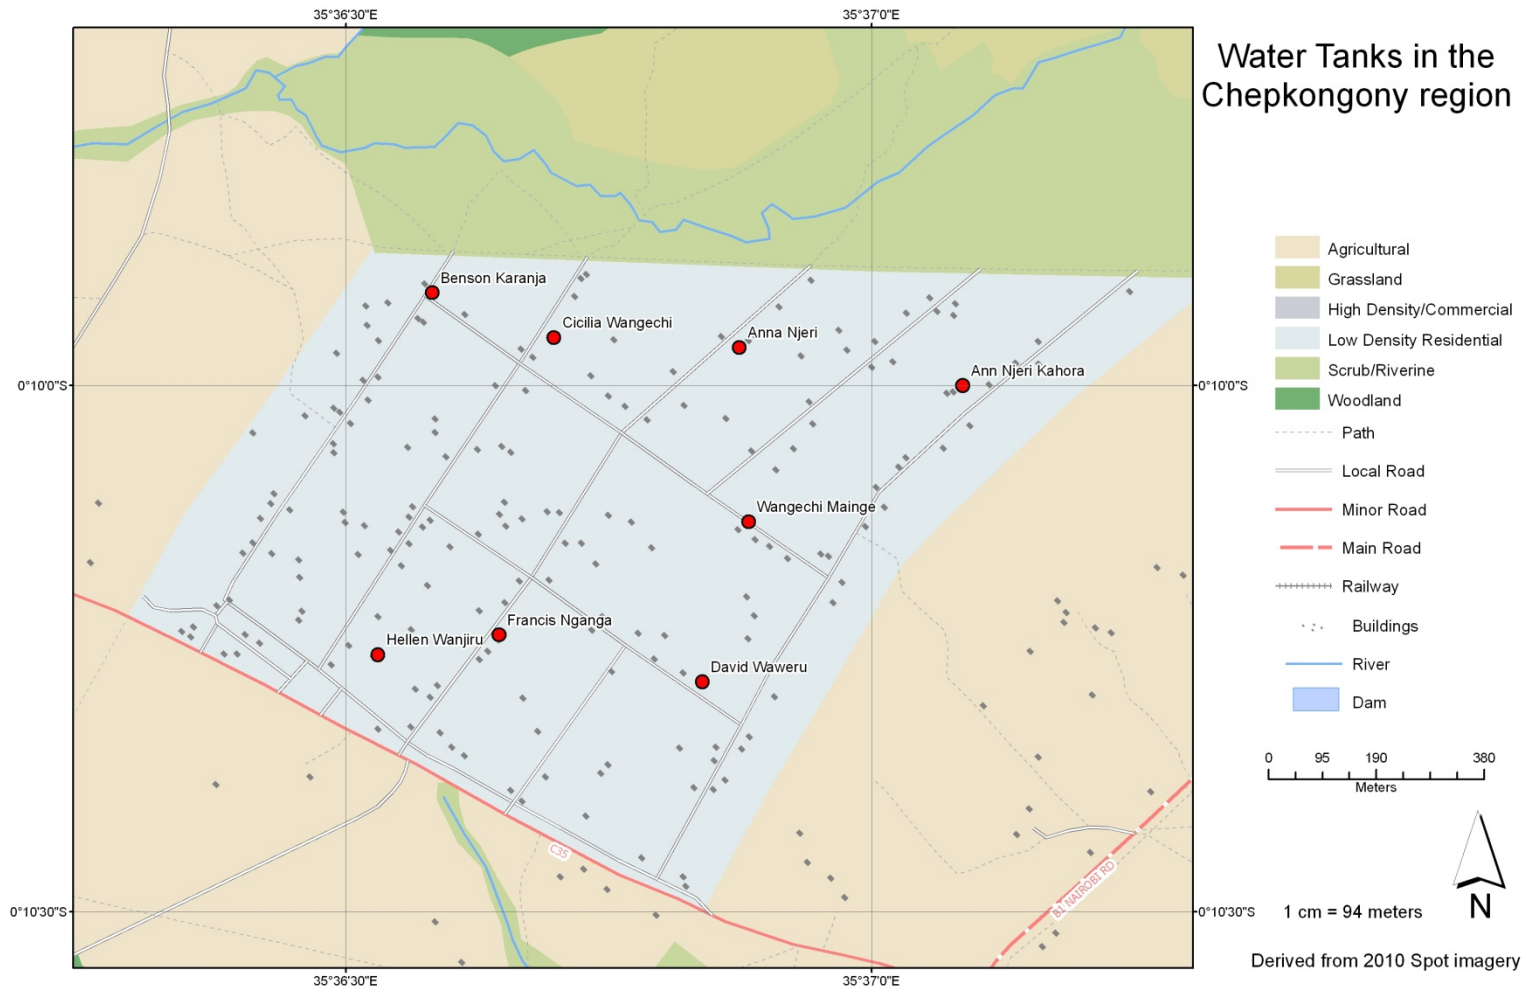 35°36'30"E
35°37'0"E
Water Tanks in the
Chepkongony region
Benson Karanja
Cicilia Wangechi
Anna Njeri
Ann Njeri Kahora
0°10'0"S
0°10'0"S
Wangechi Mainge
Francis Nganga
Hellen Wanjiru
David Waweru
C35
B1 NAIROBI RD
0°10'30"S
0°10'30"S
35°36'30"E
35°37'0"E
Agricultural
Grassland
High Density/Commercial
Low Density Residential
Scrub/Riverine
Woodland
Path
Local Road
Minor Road
Main Road
Railway
Buildings
River
Dam
0 95 190 380
Meters
N
1 cm = 94 meters
Derived from 2010 Spot imagery